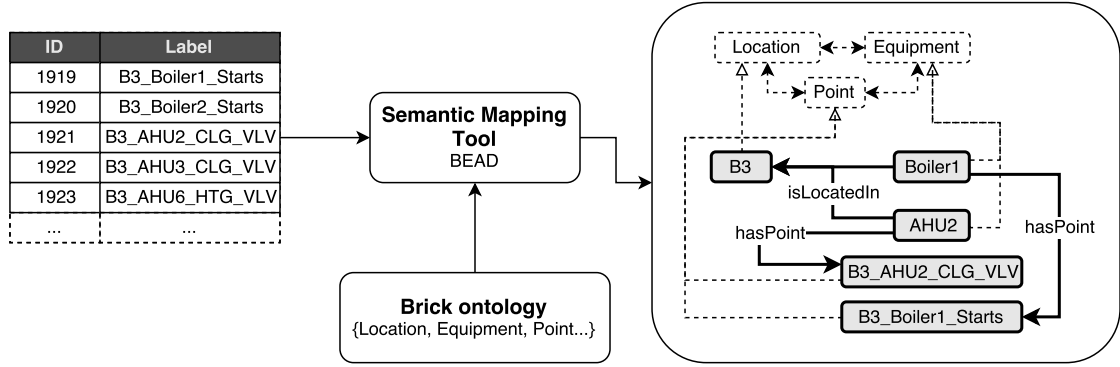 ID Label
1919 B3_Boiler1_Starts
1920 B3_Boiler2_Starts
1921 B3_AHU2_CLG_VLV
1922 B3_AHU3_CLG_VLV
1923 B3_AHU6_HTG_VLV
... ...
Semantic Mapping
Tool
BEAD
Brick ontology
{Location, Equipment, Point...}
Location Equipment
Point
B3 Boiler1
isLocatedIn
AHU2
hasPoint hasPoint
B3_AHU2_CLG_VLV
B3_Boiler1_Starts